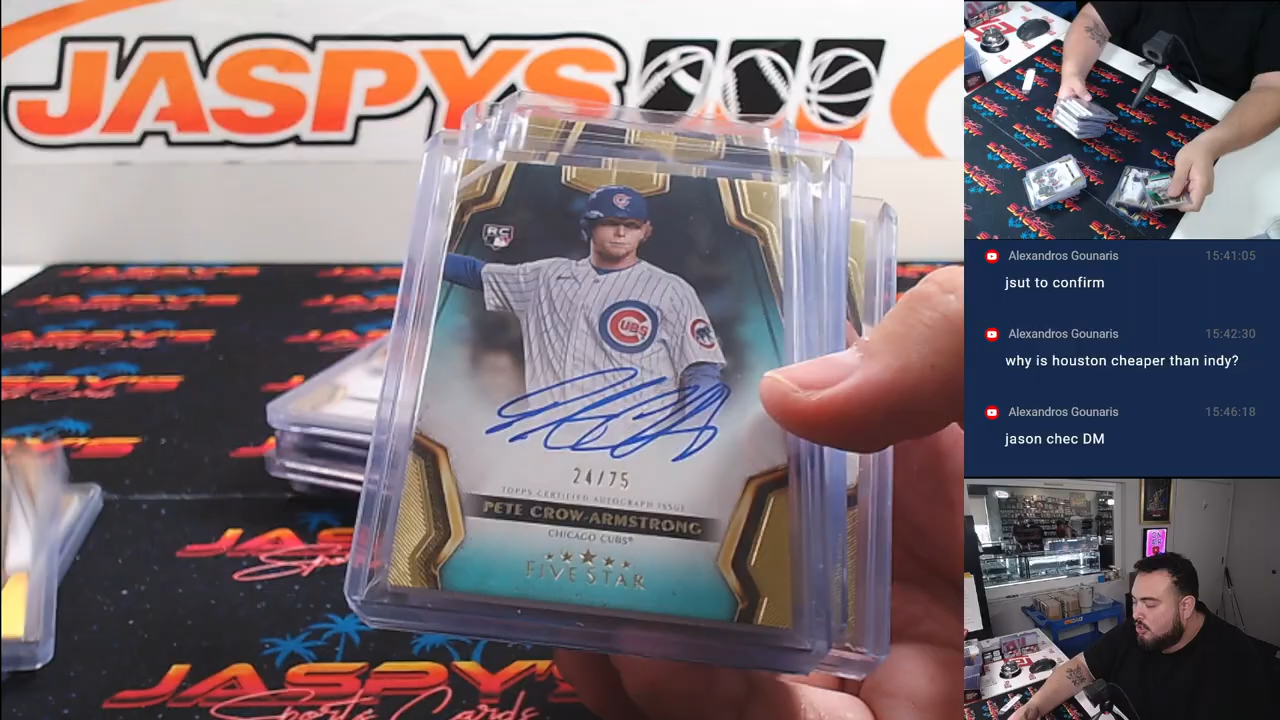 JASPYS
RC
CUBS
24/75
TOPPS CERTIFIED AUTOGRAPH ISSUE
PETE CROW-ARMSTRONG
CHICAGO CUBS®
FIVE STAR
JASPY'S
Sports Cards
Alexandros Gounaris 15:41:05
jsut to confirm
Alexandros Gounaris 15:42:30
why is houston cheaper than indy?
Alexandros Gounaris 15:46:18
jason chec DM